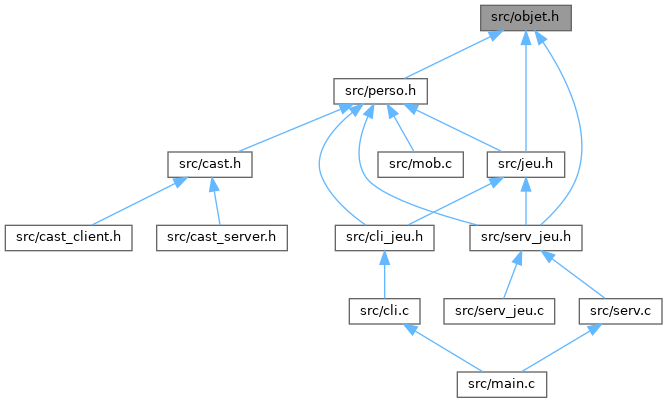 src/objet.h
src/perso.h
src/cast.h
src/mob.c
src/jeu.h
src/cast_client.h
src/cast_server.h
src/cli_jeu.h
src/serv_jeu.h
src/cli.c
src/serv_jeu.c
src/serv.c
src/main.c